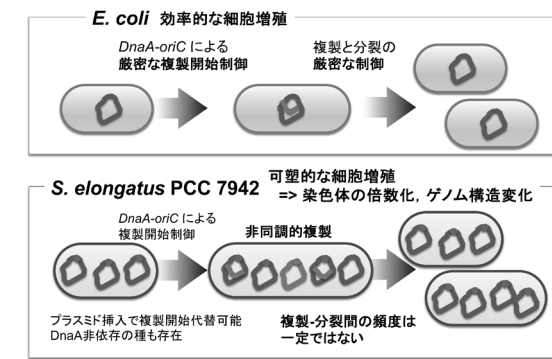 E. coli 効率的な細胞増殖
DnaA-oriC による
厳密な複製開始制御
複製と分裂の
厳密な制御
S. elongatus PCC 7942
可塑的な細胞増殖
=> 染色体の倍数化，ゲノム構造変化
DnaA-oriC による
複製開始制御
非同調的複製
プラスミド挿入で複製開始代替可能
DnaA非依存の種も存在
複製-分裂間の頻度は
一定ではない